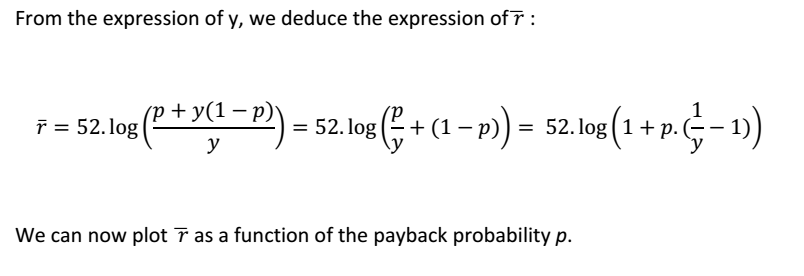 From the expression of y, we deduce the expression of r̅ :
r̅ = 52. log((p + y(1 − p))/y) = 52. log(p/y + (1 − p)) = 52. log(1 + p. (1/y − 1))
We can now plot r̅ as a function of the payback probability p.